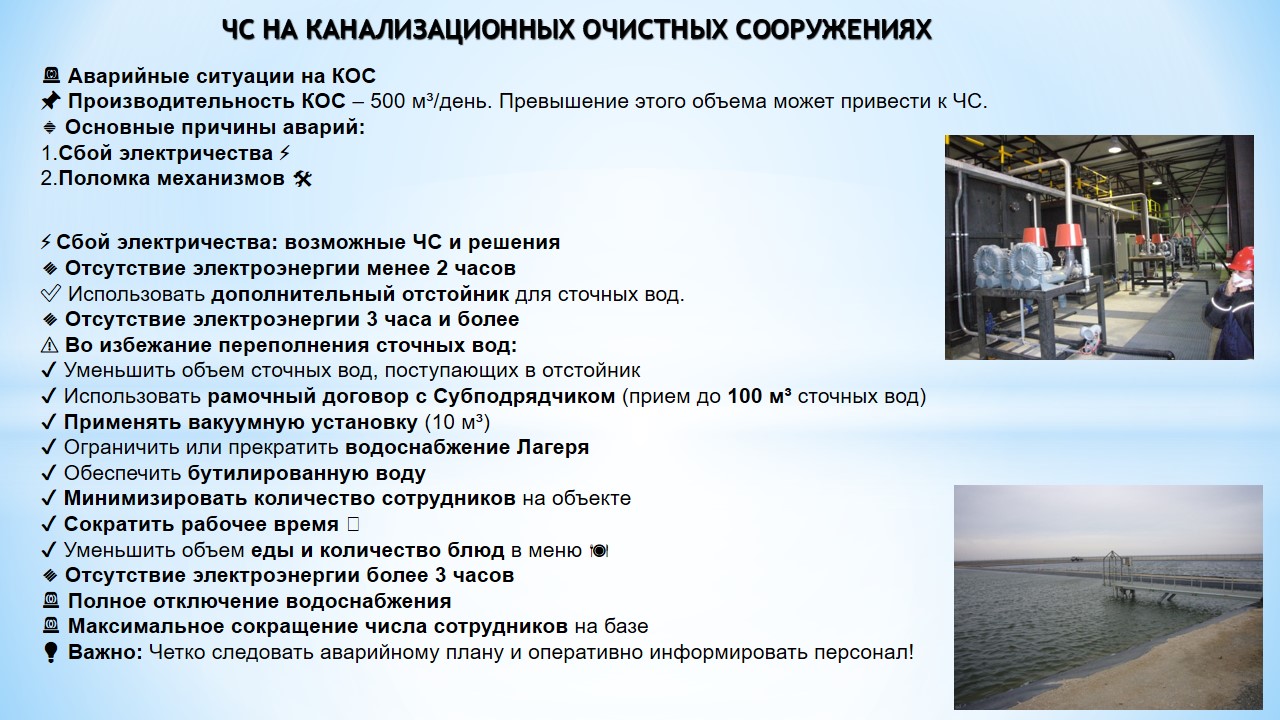 ЧС НА КАНАЛИЗАЦИОННЫХ ОЧИСТНЫХ СООРУЖЕНИЯХ
🚨 Аварийные ситуации на КОС
📌 Производительность КОС – 500 м³/день. Превышение этого объема может привести к ЧС.
🔹 Основные причины аварий:
1.Сбой электричества ⚡
2.Поломка механизмов 🛠
⚡ Сбой электричества: возможные ЧС и решения
🔸 Отсутствие электроэнергии менее 2 часов
✅ Использовать дополнительный отстойник для сточных вод.
🔸 Отсутствие электроэнергии 3 часа и более
⚠ Во избежание переполнения сточных вод:
✔ Уменьшить объем сточных вод, поступающих в отстойник
✔ Использовать рамочный договор с Субподрядчиком (прием до 100 м³ сточных вод)
✔ Применять вакуумную установку (10 м³)
✔ Ограничить или прекратить водоснабжение Лагеря
✔ Обеспечить бутилированную воду
✔ Минимизировать количество сотрудников на объекте
✔ Сократить рабочее время
✔ Уменьшить объем еды и количество блюд в меню 🍽
🔸 Отсутствие электроэнергии более 3 часов
🚨 Полное отключение водоснабжения
🚨 Максимальное сокращение числа сотрудников на базе
💡 Важно: Четко следовать аварийному плану и оперативно информировать персонал!